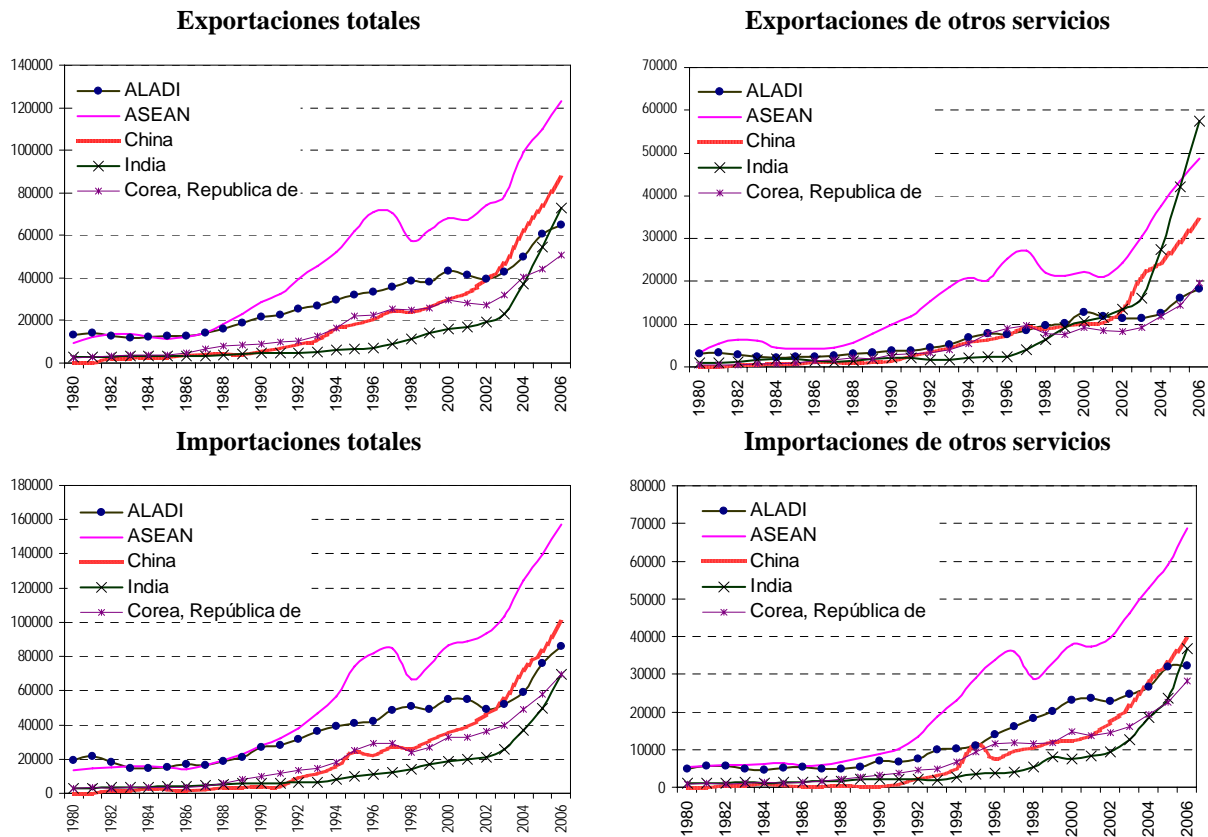 Exportaciones totales
140000
120000
100000
80000
60000
40000
20000
0
ALADI
ASEAN
China
India
Corea, Republica de
1980 1982 1984 1986 1988 1990 1992 1994 1996 1998 2000 2002 2004 2006
Exportaciones de otros servicios
70000
60000
50000
40000
30000
20000
10000
0
ALADI
ASEAN
China
India
Corea, Republica de
1980 1982 1984 1986 1988 1990 1992 1994 1996 1998 2000 2002 2004 2006
Importaciones totales
180000
160000
140000
120000
100000
80000
60000
40000
20000
0
ALADI
ASEAN
China
India
Corea, República de
1980 1982 1984 1986 1988 1990 1992 1994 1996 1998 2000 2002 2004 2006
Importaciones de otros servicios
80000
70000
60000
50000
40000
30000
20000
10000
0
ALADI
ASEAN
China
India
Corea, República de
1980 1982 1984 1986 1988 1990 1992 1994 1996 1998 2000 2002 2004 2006